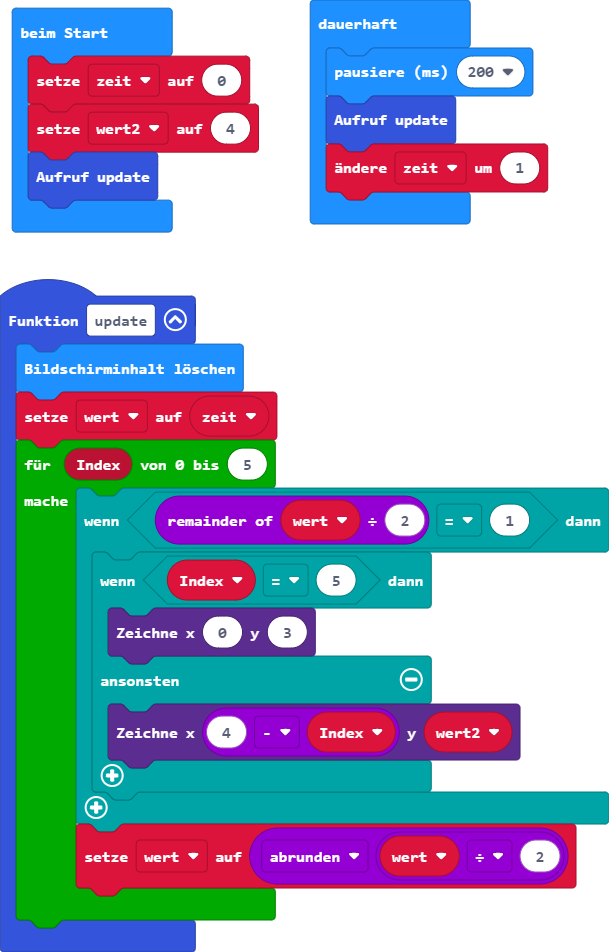 beim Start
setze zeit auf 0
setze wert2 auf 4
Aufruf update
dauerhaft
pausiere (ms) 200
Aufruf update
ändere zeit um 1
Funktion update
Bildschirminhalt löschen
setze wert auf zeit
für Index von 0 bis 5
mache
wenn remainder of wert ÷ 2 = 1 dann
wenn Index = 5 dann
Zeichne x 0 y 3
ansonsten
Zeichne x 4 - Index y wert2
setze wert auf abrunden wert ÷ 2